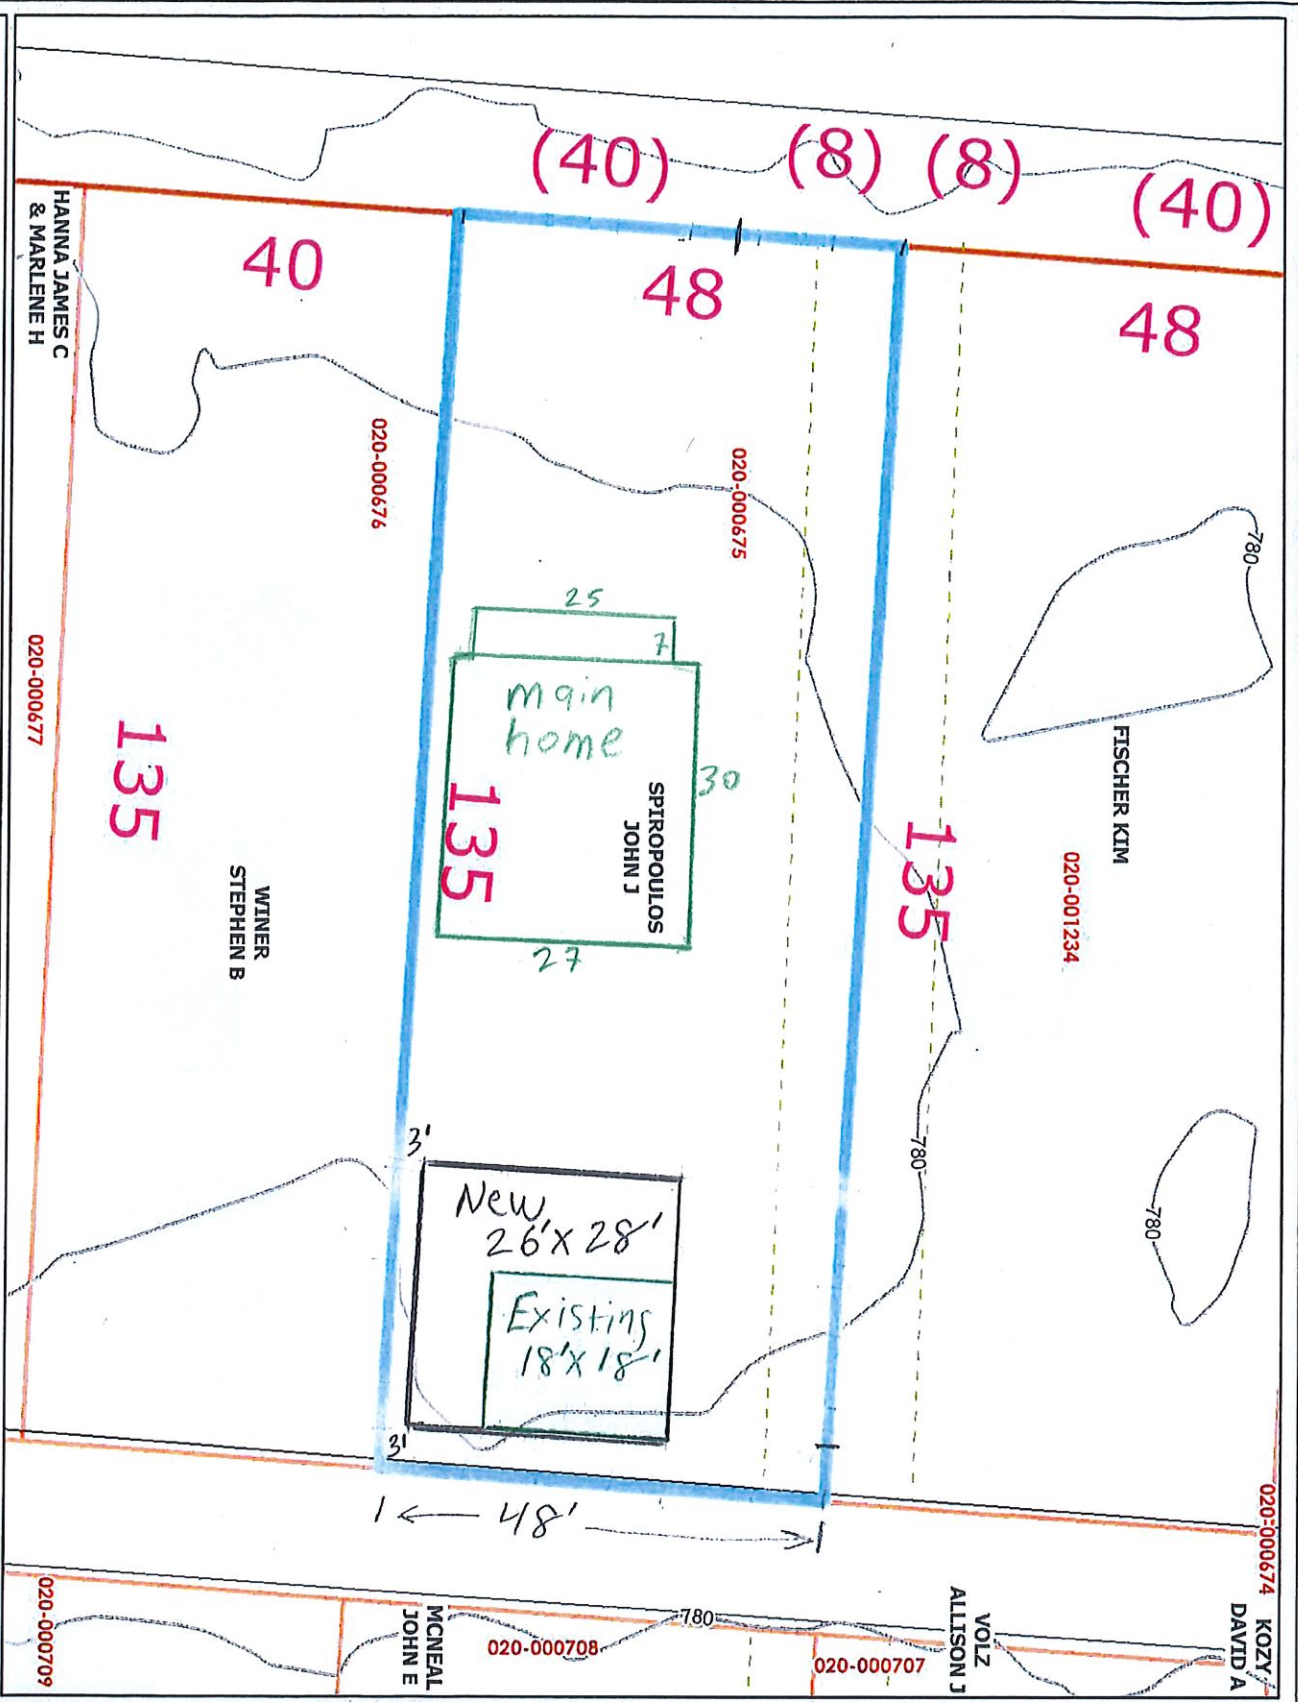 (40)
(8)
(8)
(40)
HANNA JAMES C
& MARLENE H
40
48
48
020-000676
020-000675
780
25
7
main
home
30
SPIROPOULOS
JOHN J
135
27
020-000677
135
WINER
STEPHEN B
135
FISCHER KIM
020-001234
780
780
3'
New
26'X 28'
Existing
18'X 18'
3'
48'
020-000674
KOZY
DAVID A
VOLZ
ALLISON J
780
MCNEAL
JOHN E
020-000708
020-000707
020-000709